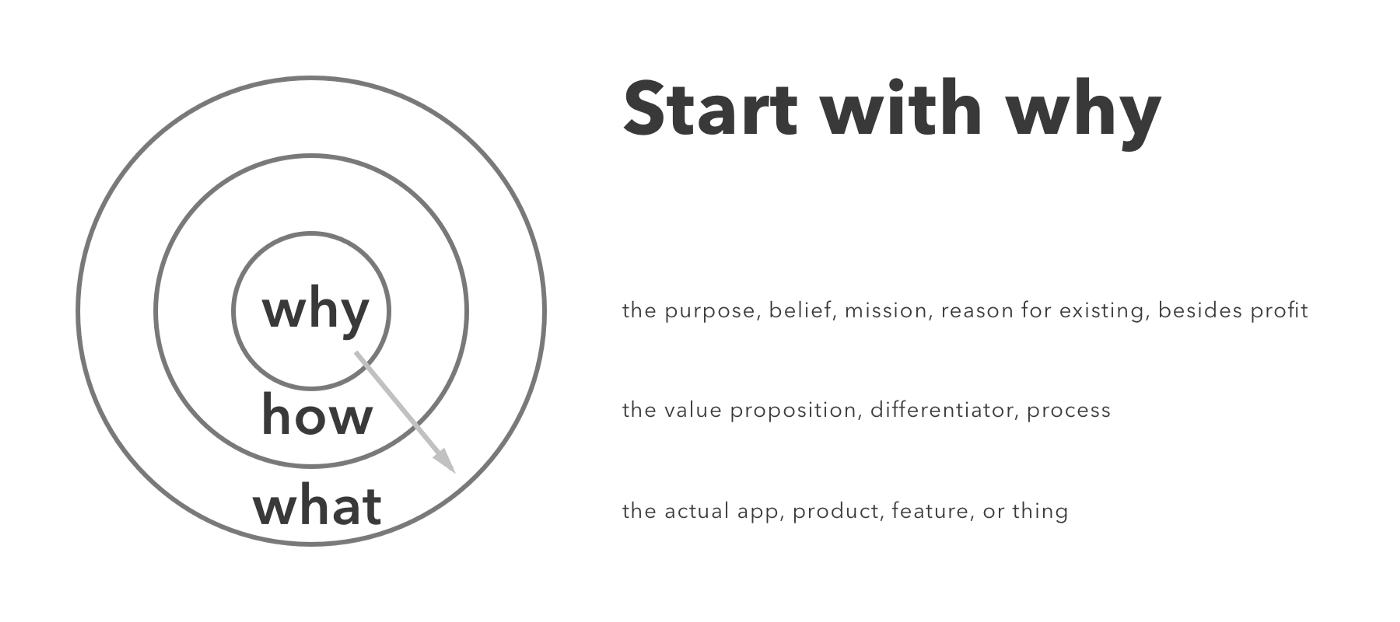 Start with why
why
the purpose, belief, mission, reason for existing, besides profit
how
the value proposition, differentiator, process
what
the actual app, product, feature, or thing